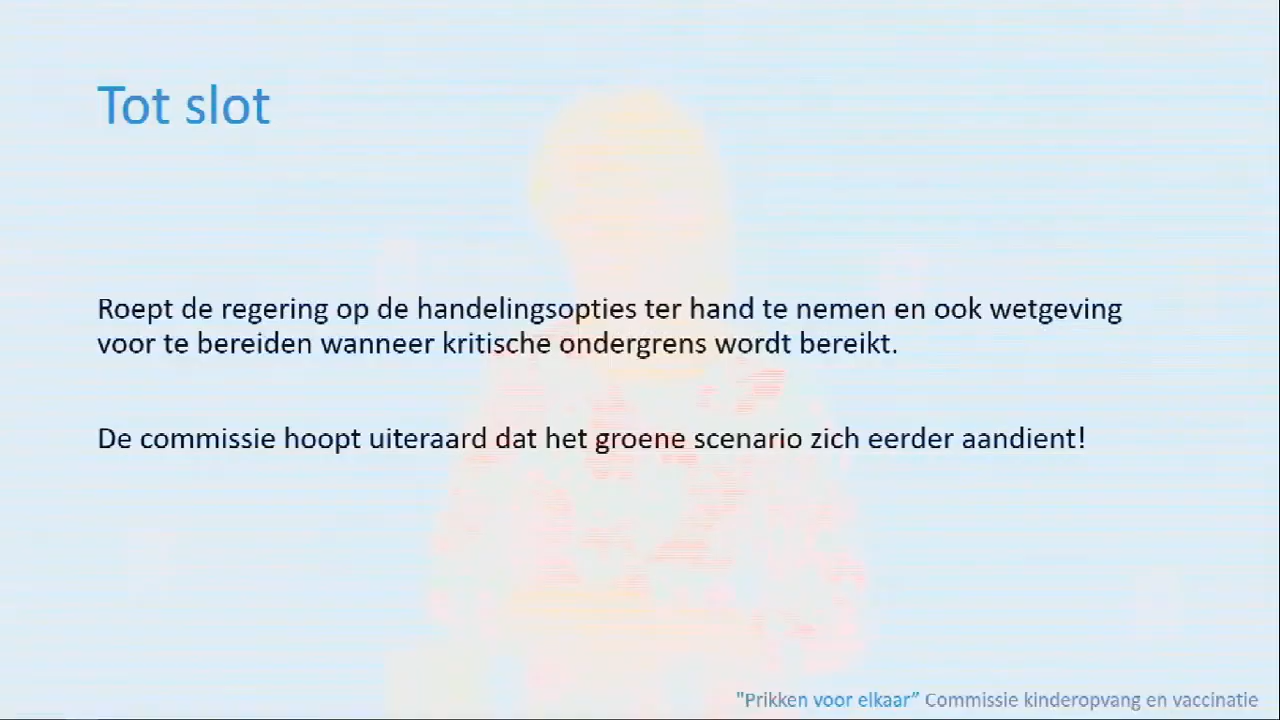 Tot slot
Roept de regering op de handelingsopties ter hand te nemen en ook wetgeving
voor te bereiden wanneer kritische ondergrens wordt bereikt.
De commissie hoopt uiteraard dat het groene scenario zich eerder aandient!
"Prikken voor elkaar” Commissie kinderopvang en vaccinatie